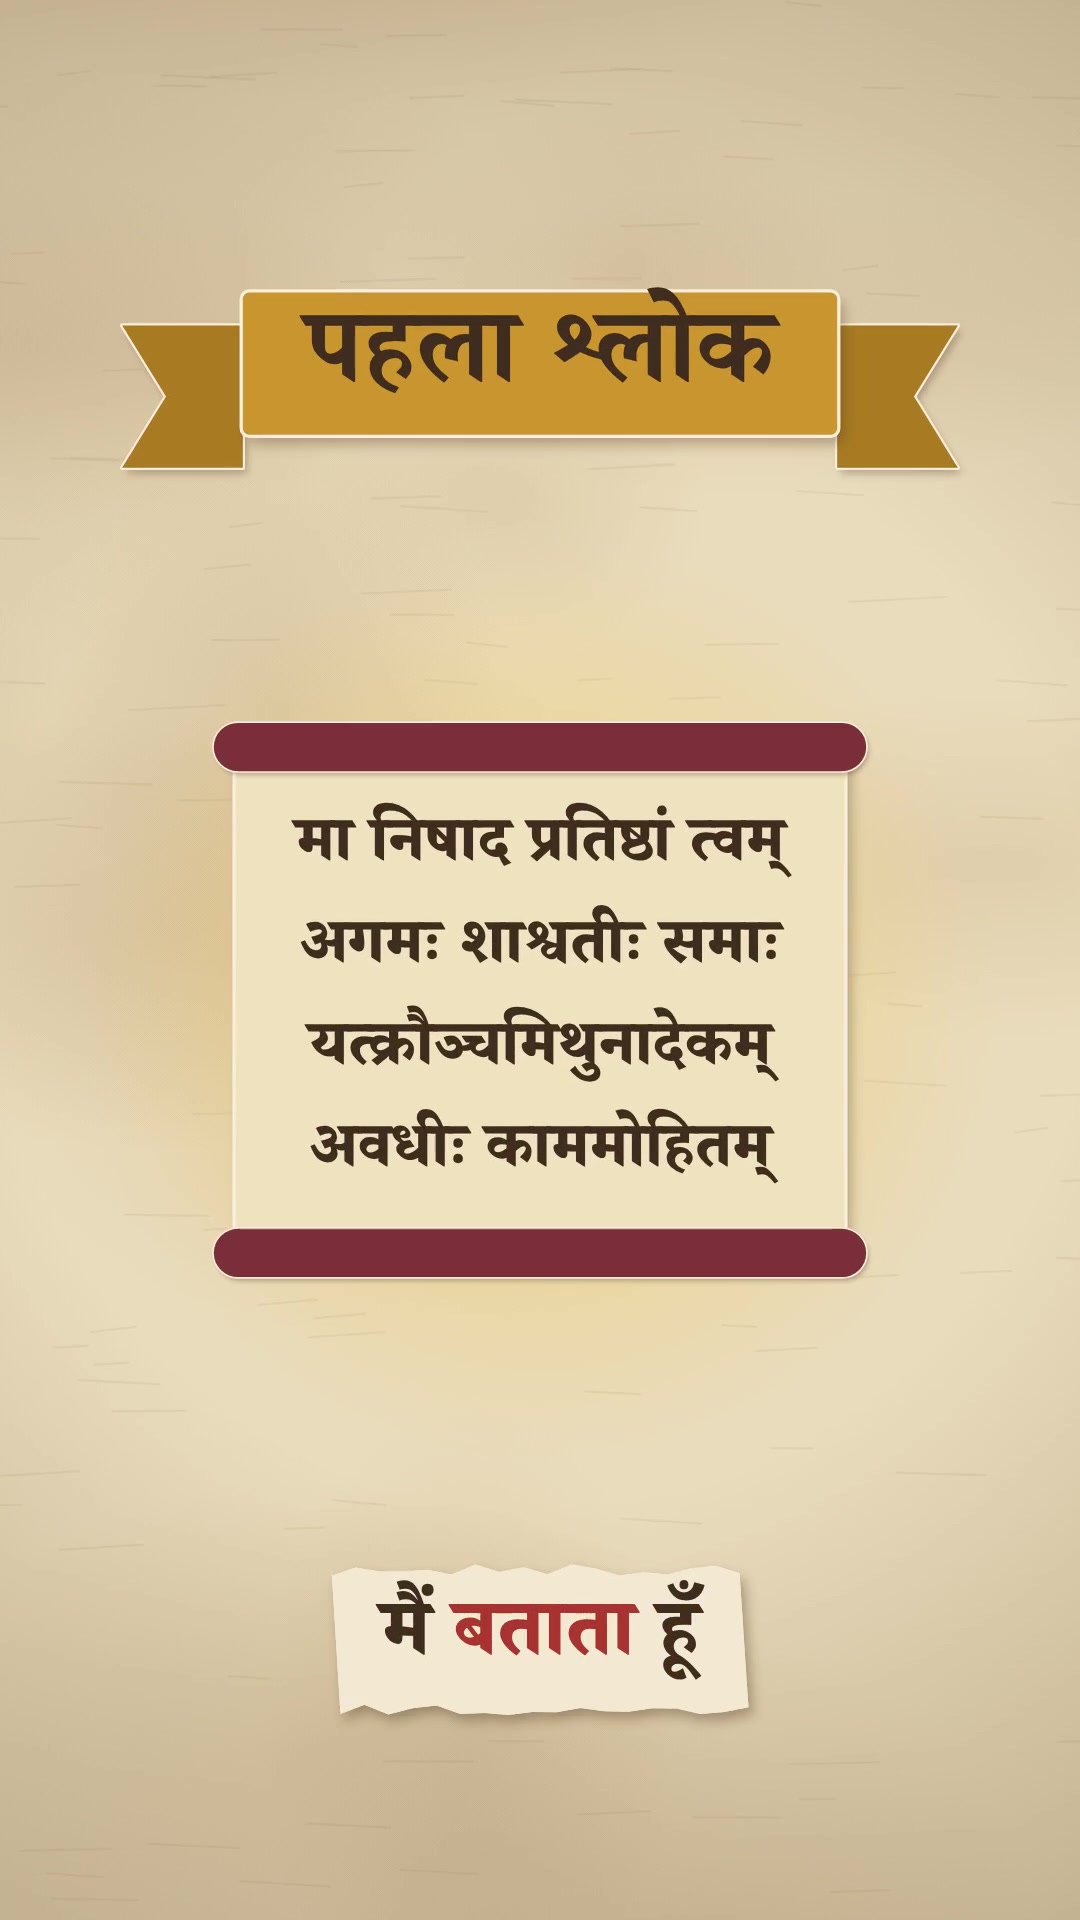 पहला श्लोक
मा निषाद प्रतिष्ठां त्वम्
अगमः शाश्वतीः समाः
यत्क्रौञ्चमिथुनादेकम्
अवधीः काममोहितम्
मैं बताता हूँ